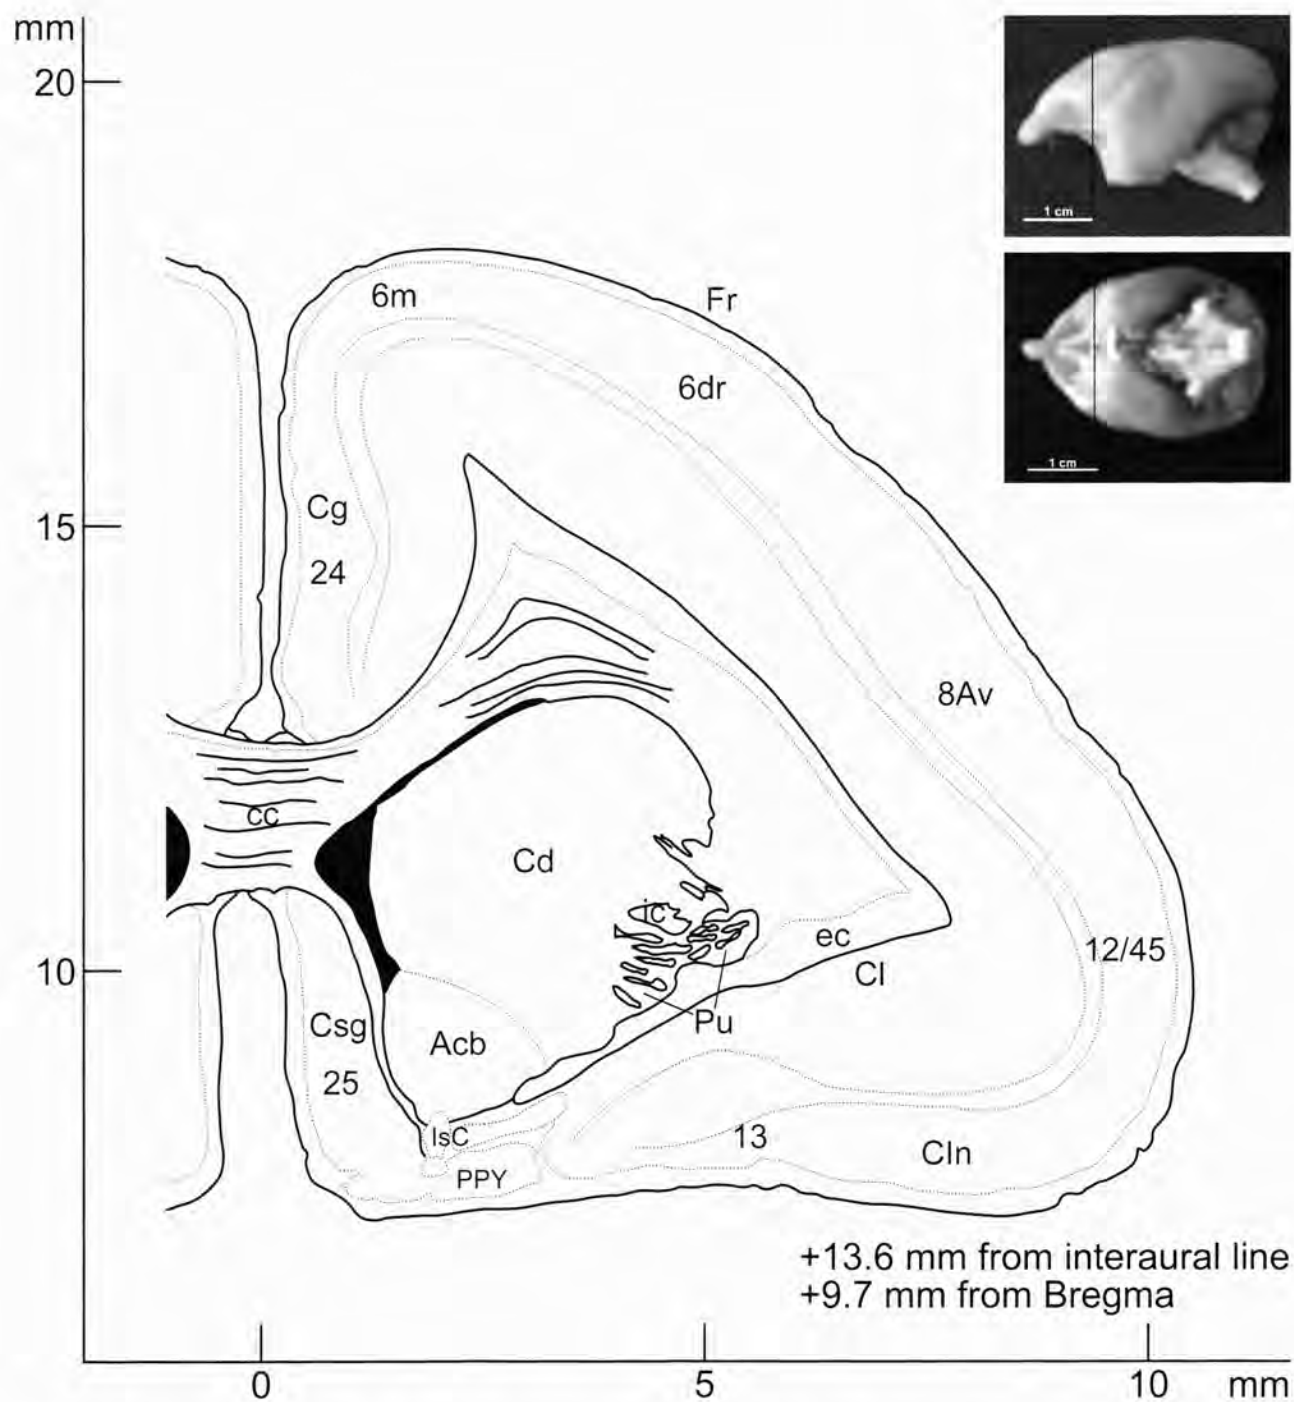 mm
20
1 cm
6m
Fr
6dr
1 cm
Cg
15
24
8Av
cc
Cd
ic
ec
12/45
10
Cl
Csg
Pu
Acb
25
IsC
13
Cln
PPY
+13.6 mm from interaural line
+9.7 mm from Bregma
0
5
10
mm